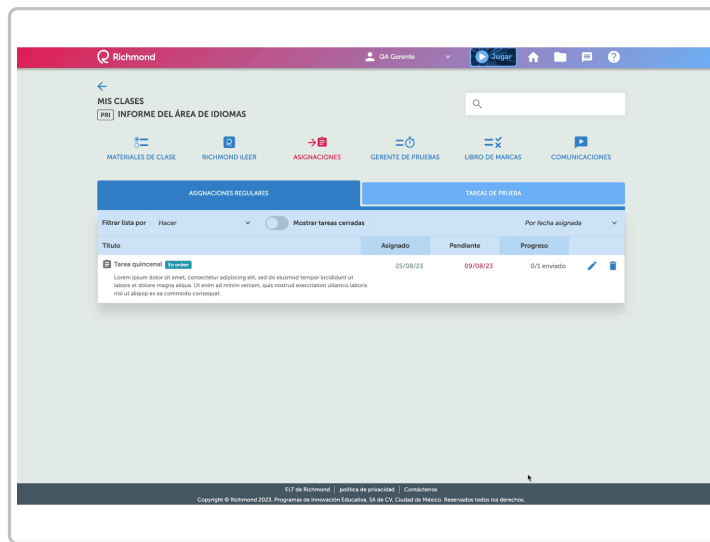 Richmond
QA Gerente
Jugar
MIS CLASES
PRI INFORME DEL ÁREA DE IDIOMAS
MATERIALES DE CLASE
RICHMOND iLEER
ASIGNACIONES
GERENTE DE PRUEBAS
LIBRO DE MARCAS
COMUNICACIONES
ASIGNACIONES REGULARES
TAREAS DE PRUEBA
Filtrar lista por Hacer
Mostrar tareas cerradas
Por fecha asignada
Título
Asignado
Pendiente
Progreso
Tarea quincenal En orden
25/08/23
09/08/23
0/1 enviado
Lorem ipsum dolor sit amet, consectetur adipiscing elit, sed do eiusmod tempor incididunt ut
labore et dolore magna aliqua. Ut enim ad minim veniam, quis nostrud exercitation ullamco laboris
nisi ut aliquip ex ea commodo consequat.
ELT de Richmond | política de privacidad | Contáctenos
Copyright © Richmond 2023. Programas de Innovación Educativa, SA de CV, Ciudad de México. Reservados todos los derechos.